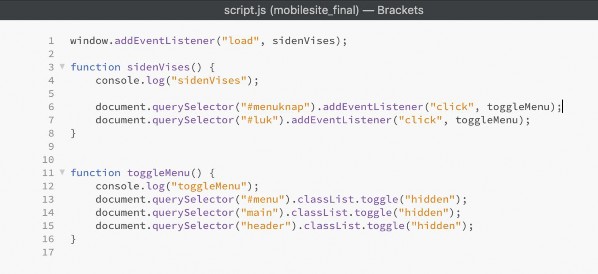 script.js (mobilesite_final) — Brackets
1 window.addEventListener("load", sidenVises);
2
3 function sidenVises() {
4     console.log("sidenVises");
5
6     document.querySelector("#menuknap").addEventListener("click", toggleMenu);
7     document.querySelector("#luk").addEventListener("click", toggleMenu);
8 }
9
10
11 function toggleMenu() {
12     console.log("toggleMenu");
13     document.querySelector("#menu").classList.toggle("hidden");
14     document.querySelector("main").classList.toggle("hidden");
15     document.querySelector("header").classList.toggle("hidden");
16 }
17